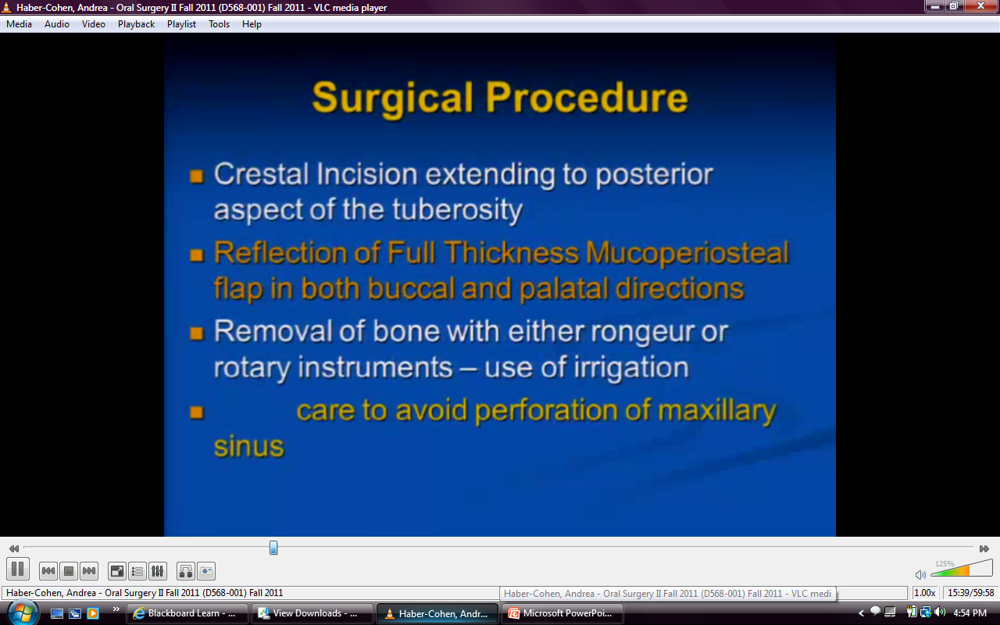 Haber-Cohen, Andrea - Oral Surgery II Fall 2011 (D568-001) Fall 2011 - VLC media player
Media Audio Video Playback Playlist Tools Help
Surgical Procedure
Crestal Incision extending to posterior
aspect of the tuberosity
Reflection of Full Thickness Mucoperiosteal
flap in both buccal and palatal directions
Removal of bone with either rongeur or
rotary instruments – use of irrigation
care to avoid perforation of maxillary
sinus
125%
Haber-Cohen, Andrea - Oral Surgery II Fall 2011 (D568-001) Fall 2011
Haber-Cohen, Andrea - Oral Surgery II Fall 2011 (D568-001) Fall 2011 - VLC medi
1.00x 15:39/59:58
Blackboard Learn - ... View Downloads - ... Haber-Cohen, Andr... Microsoft PowerPoi... 4:54 PM